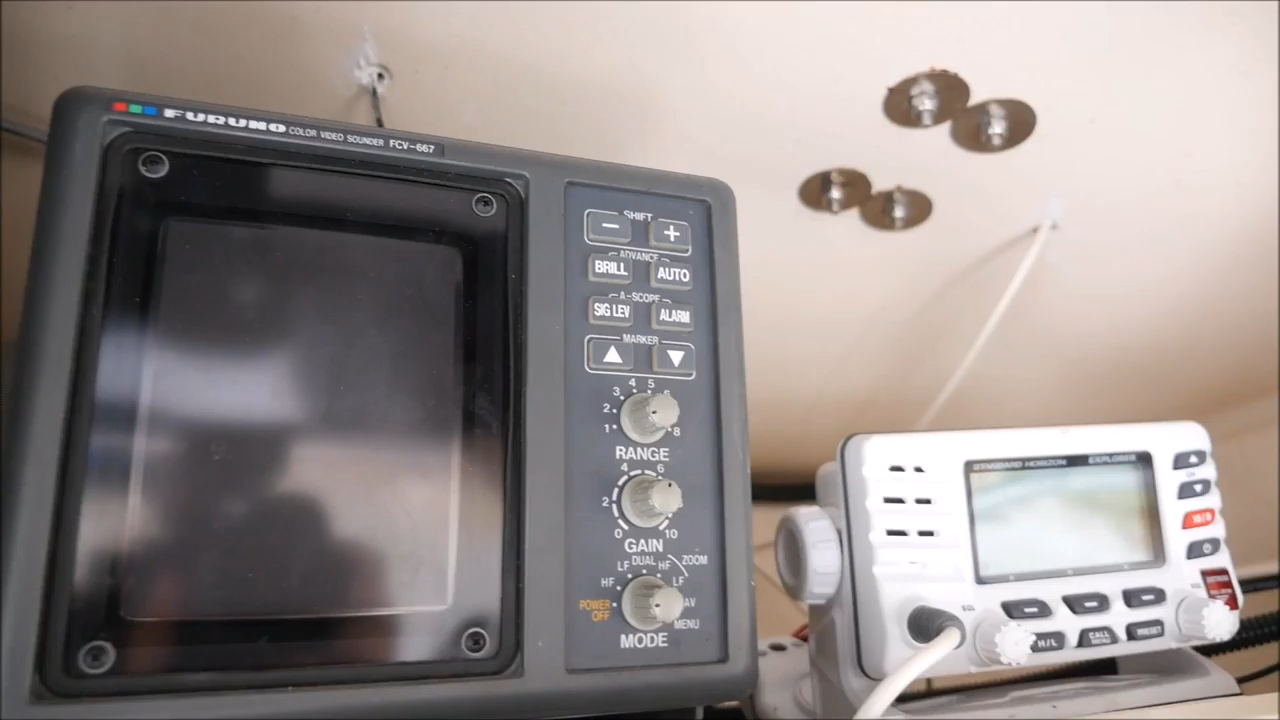 FURUNO COLOR VIDEO SOUNDER FCV-667
SHIFT
− +
ADVANCE
BRILL AUTO
A-SCOPE
SIG LEV ALARM
MARKER
▲ ▼
1 2 3 4 5 6 8
RANGE
0 2 4 6 10
GAIN
POWER OFF HF LF DUAL HF LF ZOOM
MENU
MODE
STANDARD HORIZON EXPLORER
16/9
SQL
VOL
H/L
CALL
PRESET